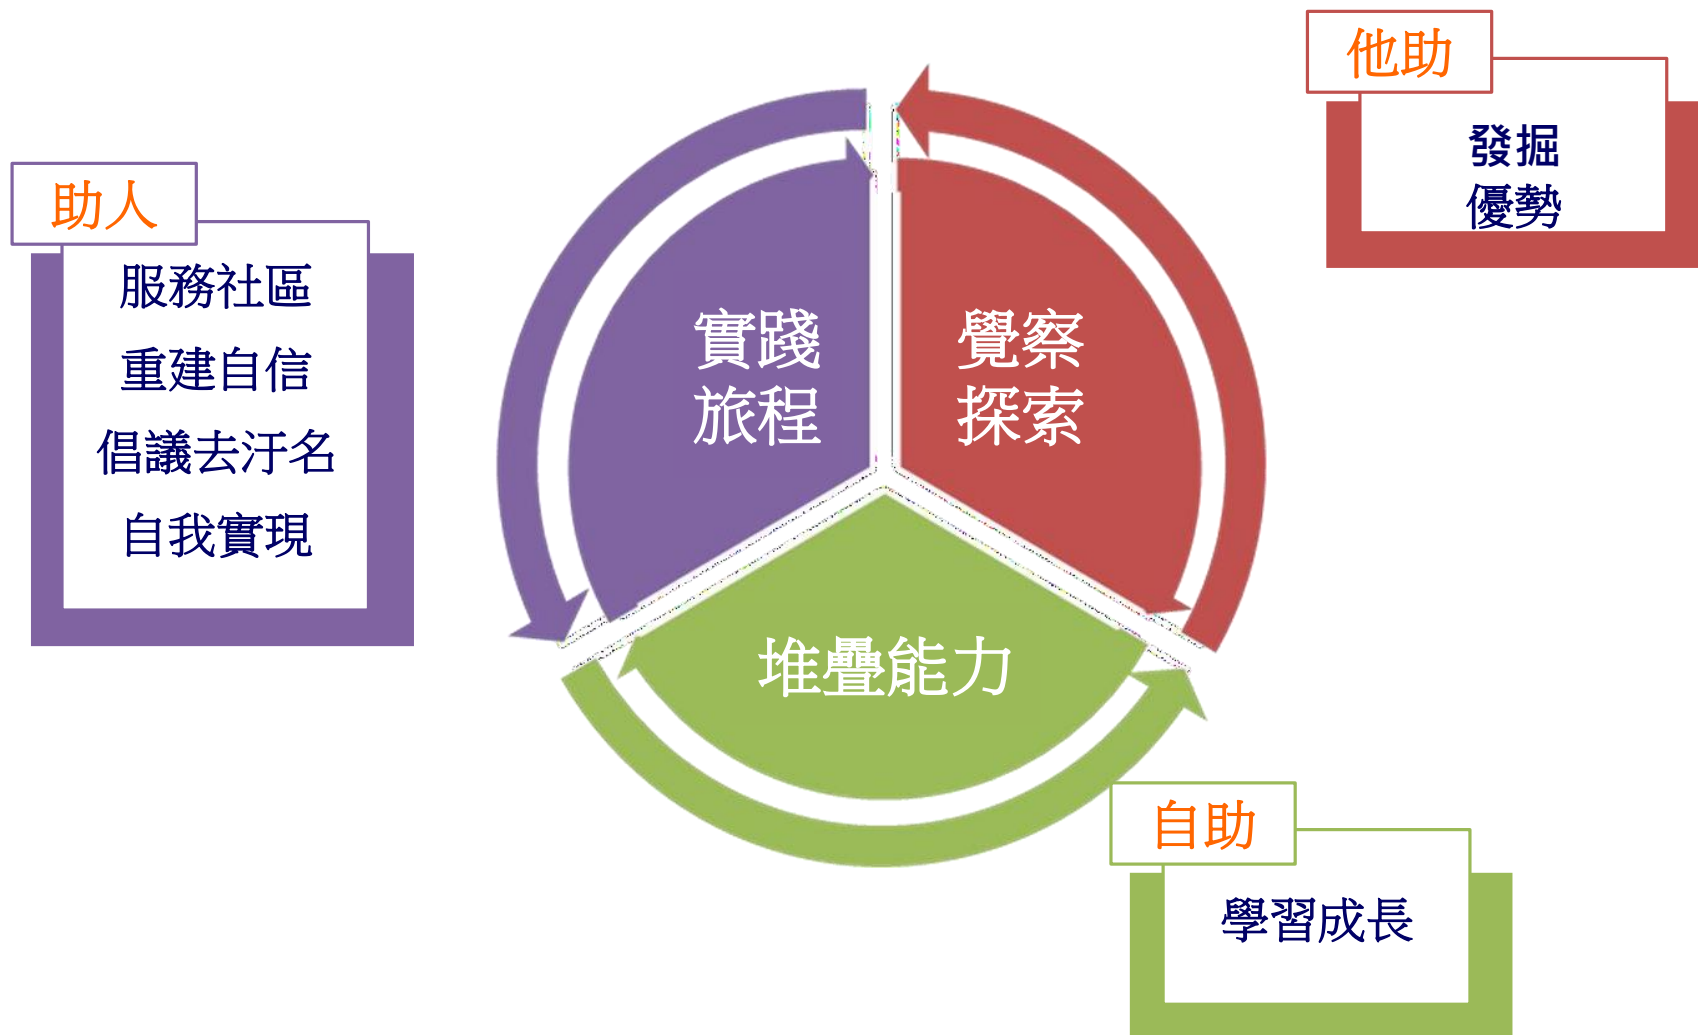 他助
發掘
優勢
助人
服務社區
重建自信
倡議去汙名
自我實現
實踐
旅程
覺察
探索
堆疊能力
自助
學習成長